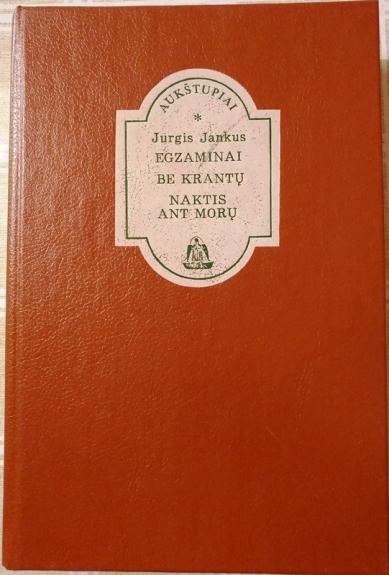 AUKŠTUPIAI
*
Jurgis Jankus
EGZAMINAI
BE KRANTŲ
NAKTIS
ANT MORŲ